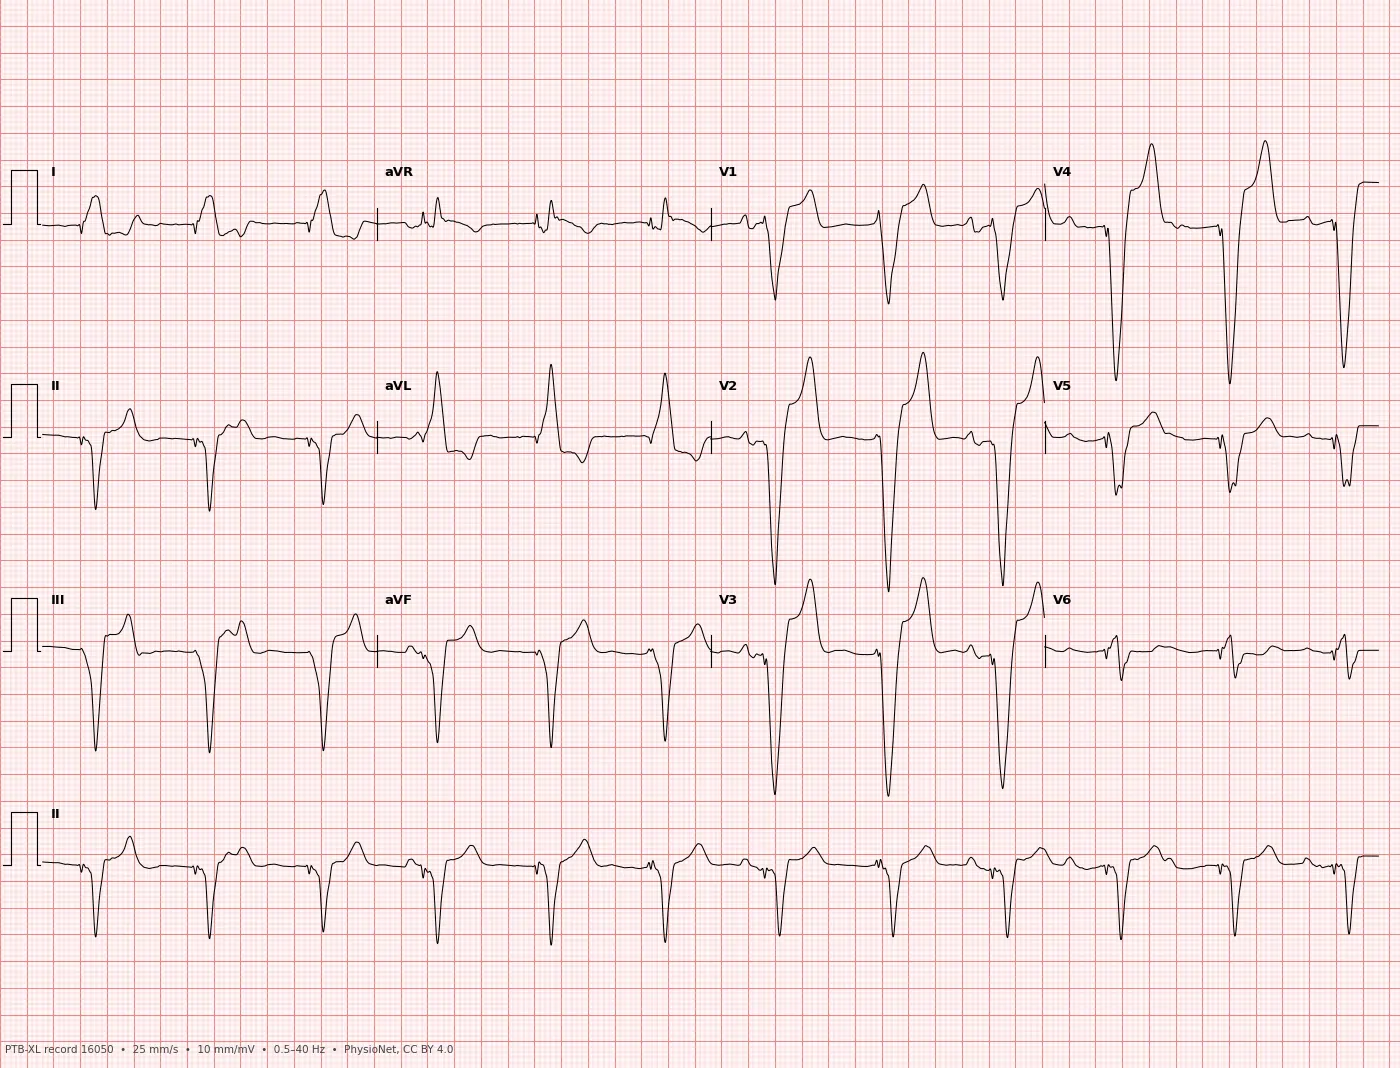 I aVR V1 V4
II aVL V2 V5
III aVF V3 V6
II
PTB-XL record 16050 • 25 mm/s • 10 mm/mV • 0.5–40 Hz • PhysioNet, CC BY 4.0